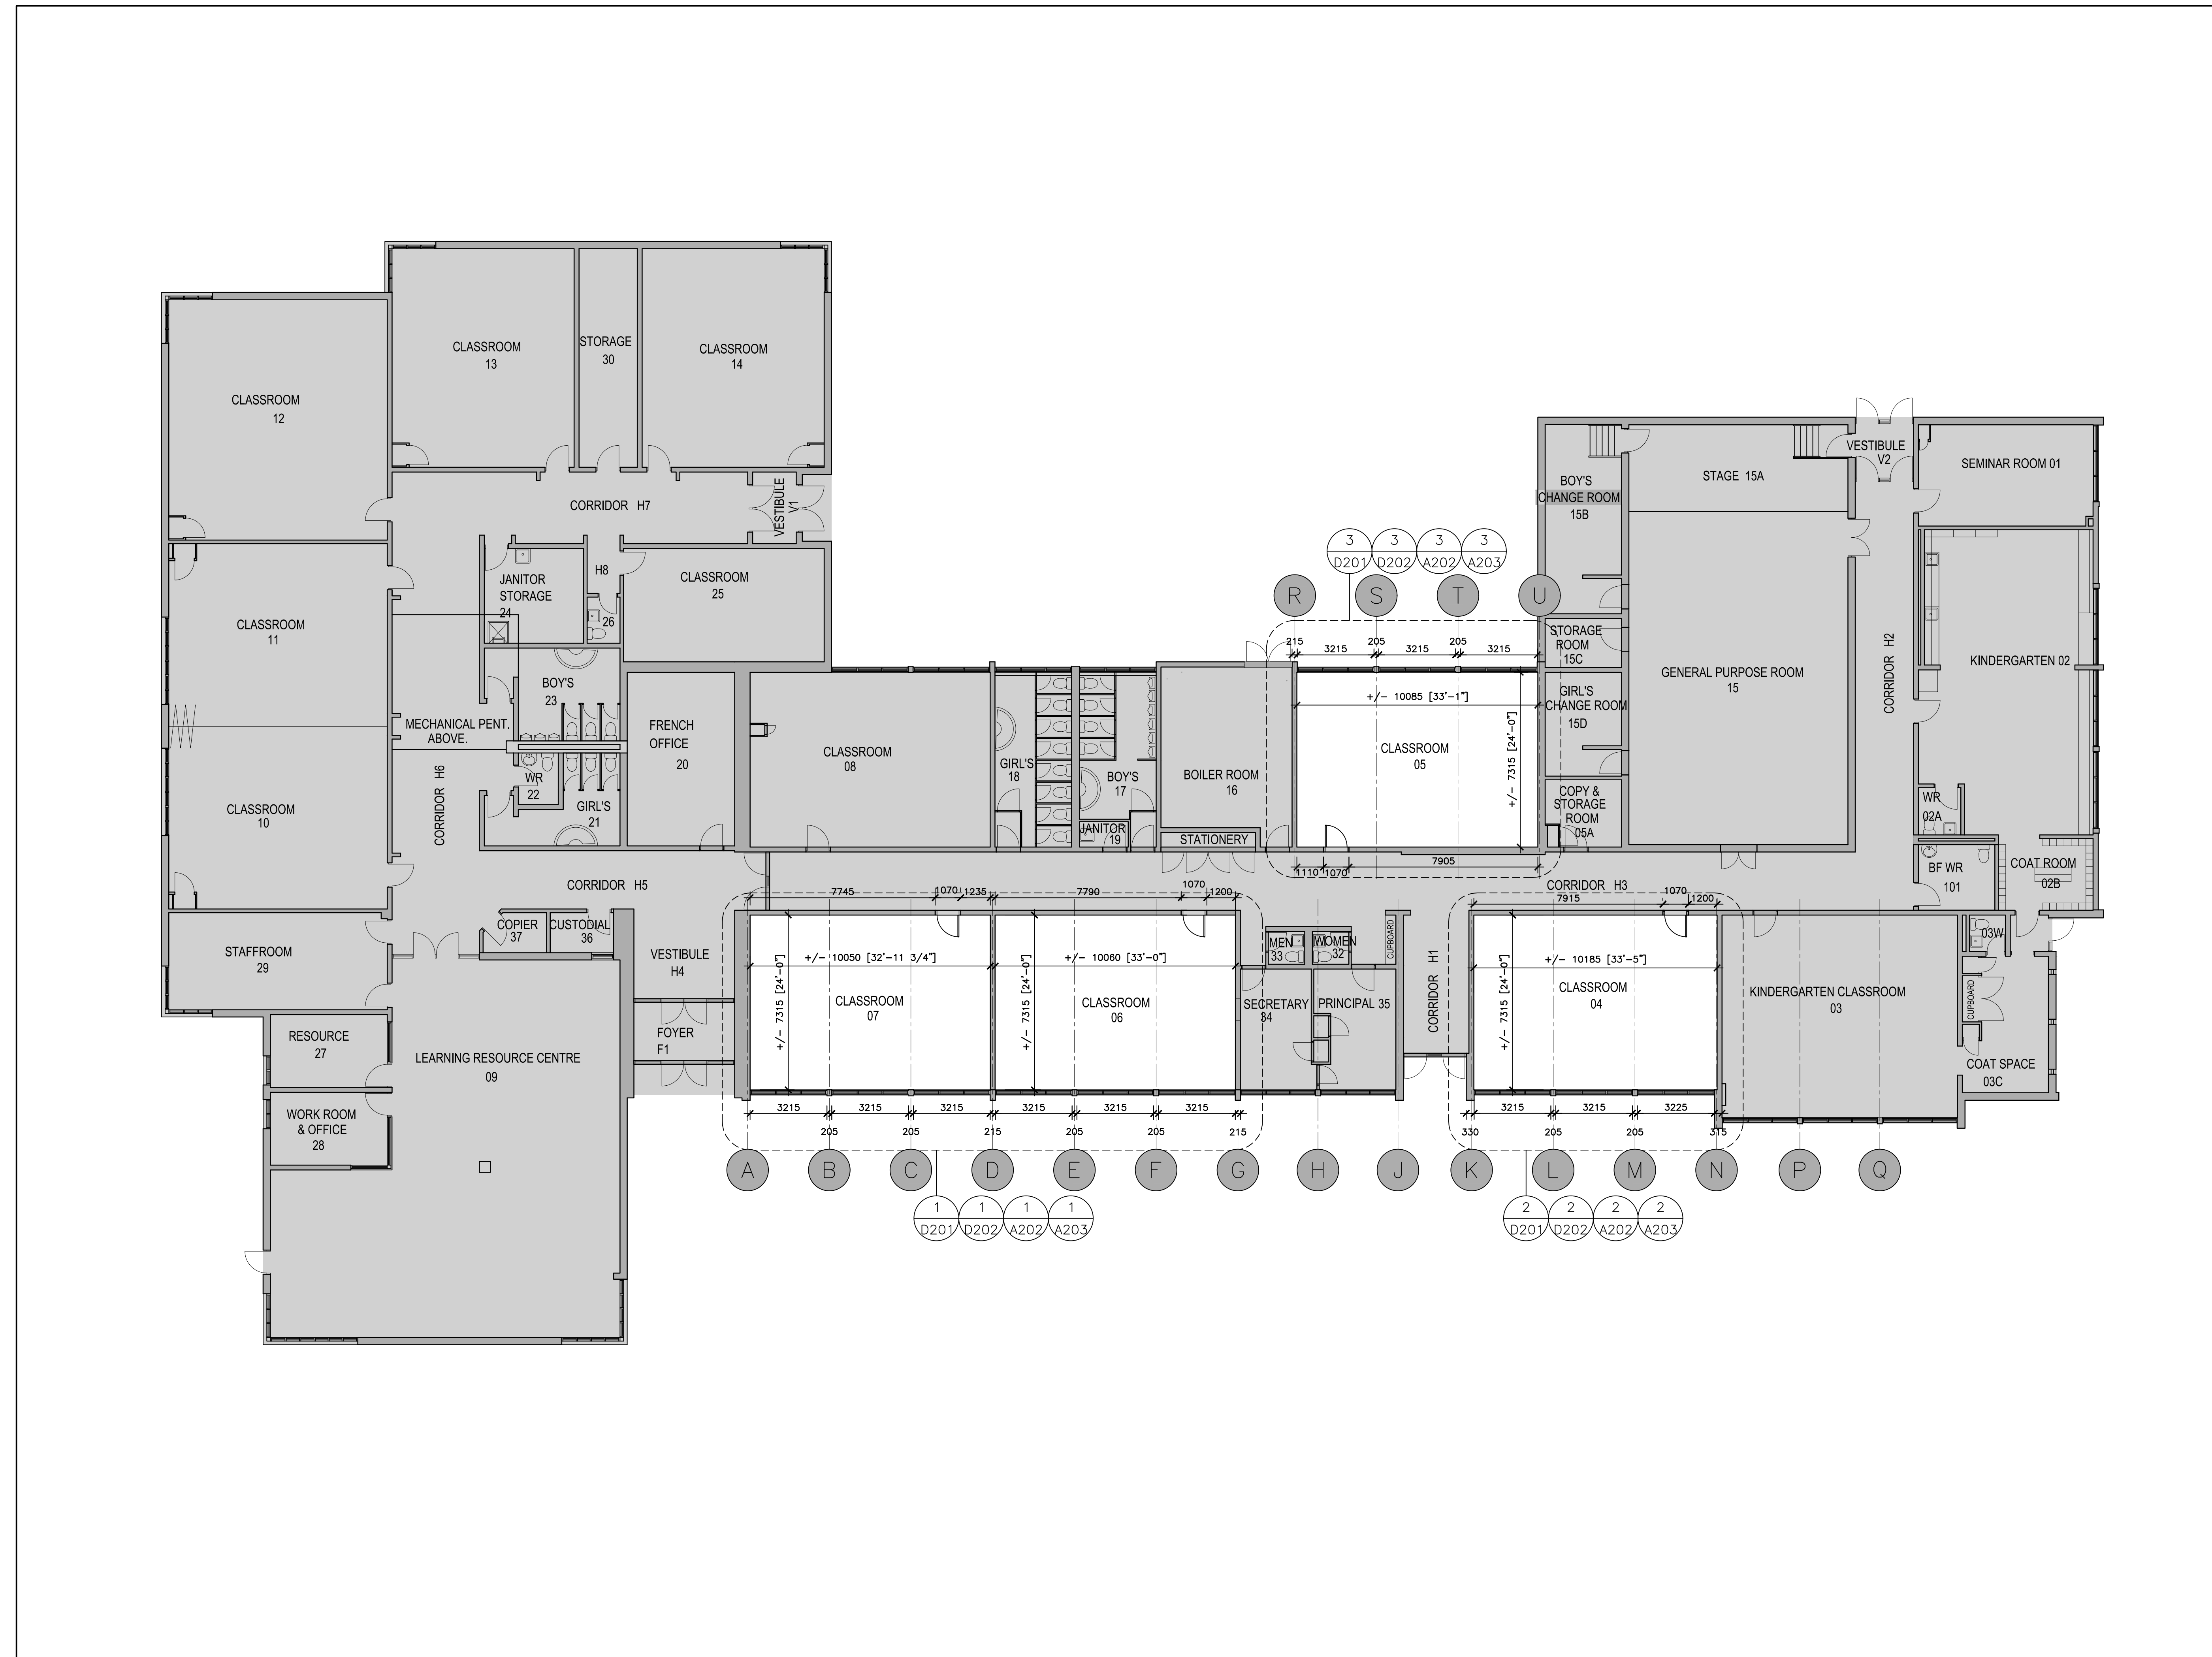 CLASSROOM
12
CLASSROOM
13
STORAGE
30
CLASSROOM
14
CORRIDOR H7
VESTIBULE
V1
CLASSROOM
11
JANITOR
STORAGE
24
H8
26
CLASSROOM
25
BOY'S
23
MECHANICAL PENT.
ABOVE.
FRENCH
OFFICE
20
WR
22
GIRL'S
21
CORRIDOR H6
CLASSROOM
10
CORRIDOR H5
STAFFROOM
29
COPIER
37
CUSTODIAL
36
VESTIBULE
H4
FOYER
F1
RESOURCE
27
LEARNING RESOURCE CENTRE
09
WORK ROOM
& OFFICE
28
CLASSROOM
08
GIRL'S
18
BOY'S
17
JANITOR
19
BOILER ROOM
16
STATIONERY
3
D201
3
D202
3
A202
3
A203
R
S
T
U
215
3215
205
3215
205
3215
+/- 10085 [33'-1"]
+/- 7315 [24'-0"]
CLASSROOM
05
1110
1070
7905
BOY'S
CHANGE ROOM
15B
STORAGE
ROOM
15C
GIRL'S
CHANGE ROOM
15D
COPY &
STORAGE
ROOM
05A
STAGE 15A
GENERAL PURPOSE ROOM
15
VESTIBULE
V2
CORRIDOR H2
SEMINAR ROOM 01
KINDERGARTEN 02
WR
02A
BF WR
101
COAT ROOM
02B
CORRIDOR H3
7745
1070
1235
7790
1070
1200
+/- 10050 [32'-11 3/4"]
+/- 7315 [24'-0"]
CLASSROOM
07
+/- 10060 [33'-0"]
+/- 7315 [24'-0"]
CLASSROOM
06
MEN
33
WOMEN
32
CUPBOARD
SECRETARY
34
PRINCIPAL 35
CORRIDOR H1
7915
1070
1200
+/- 10185 [33'-5"]
+/- 7315 [24'-0"]
CLASSROOM
04
KINDERGARTEN CLASSROOM
03
03W
CUPBOARD
COAT SPACE
03C
3215
3215
3215
3215
3215
3215
205
205
215
205
205
215
3215
3215
3225
330
205
205
315
A
B
C
D
E
F
G
H
J
K
L
M
N
P
Q
1
D201
1
D202
1
A202
1
A203
2
D201
2
D202
2
A202
2
A203